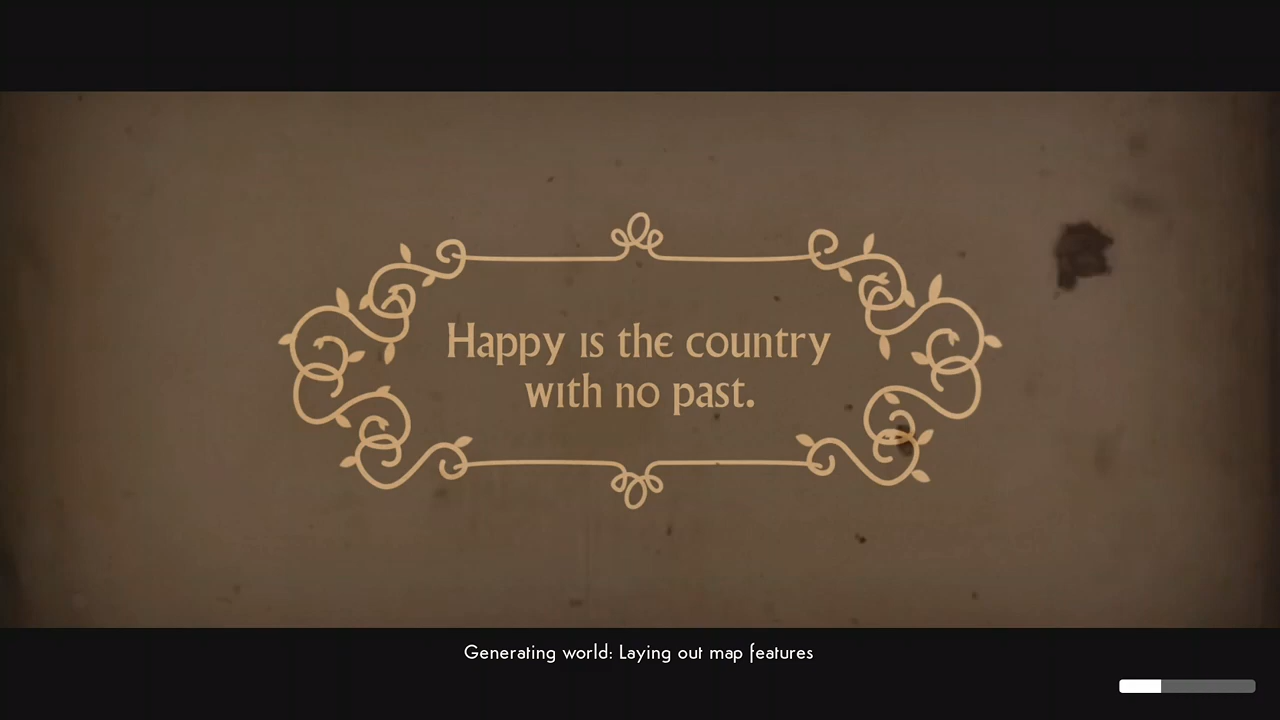 Happy is the country
with no past.
Generating world: Laying out map features